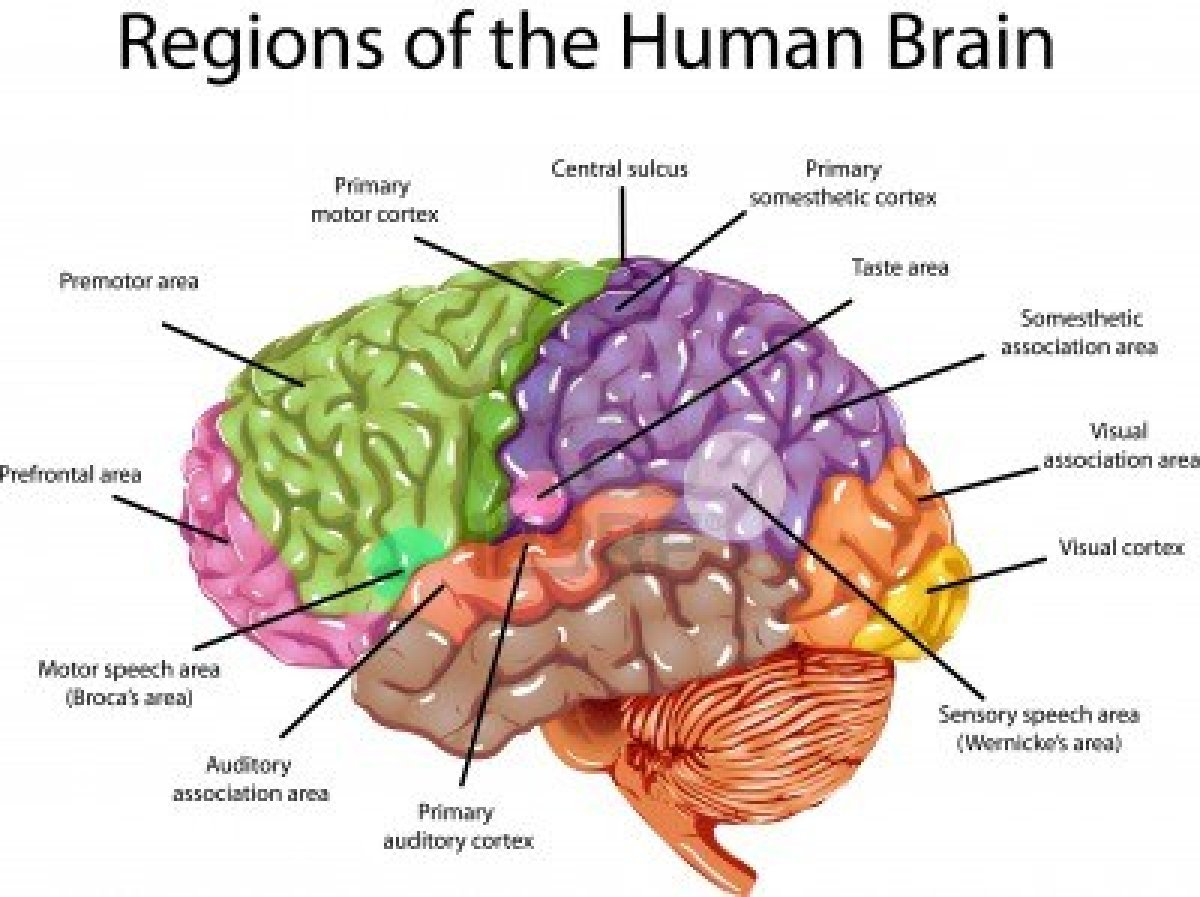 Regions of the Human Brain
Central sulcus
Primary
somesthetic cortex
Primary
motor cortex
Taste area
Premotor area
Somesthetic
association area
Visual
association area
Prefrontal area
Visual cortex
Motor speech area
(Broca's area)
Sensory speech area
(Wernicke's area)
Auditory
association area
Primary
auditory cortex